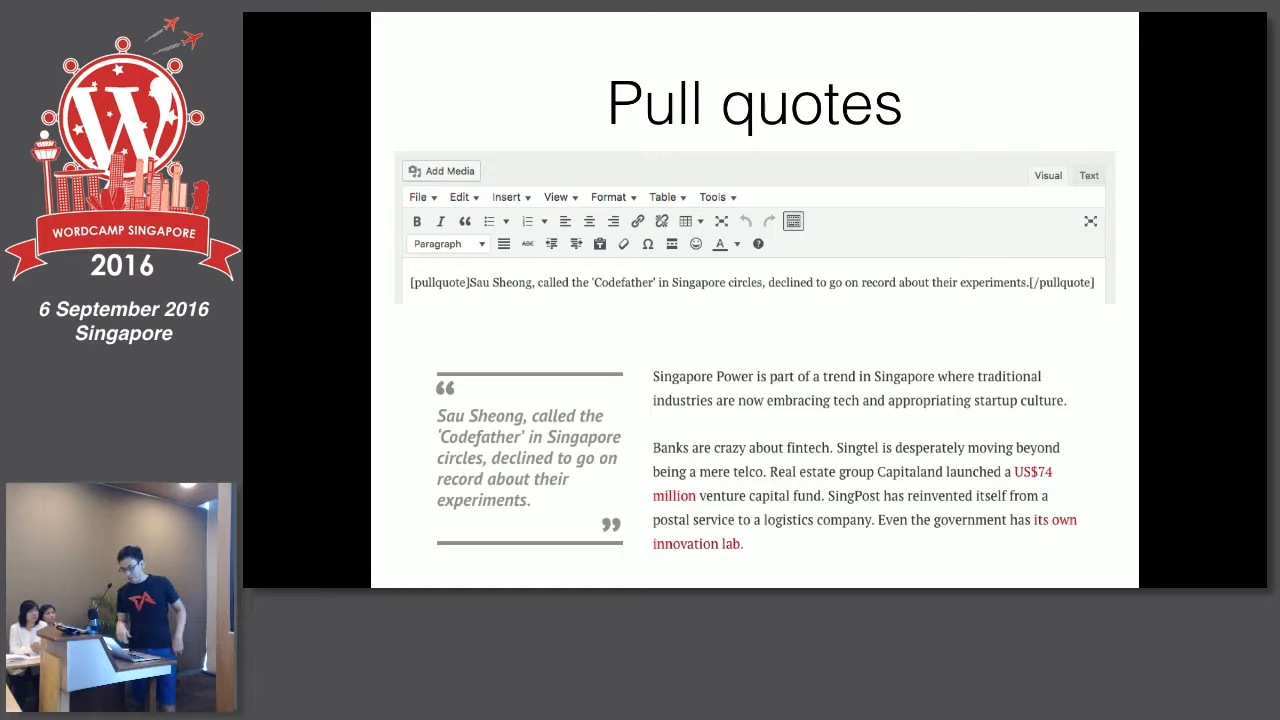 WORDCAMP SINGAPORE
2016
6 September 2016
Singapore
Pull quotes
Add Media
Visual Text
File Edit Insert View Format Table Tools
Paragraph
[pullquote]Sau Sheong, called the 'Codefather' in Singapore circles, declined to go on record about their experiments.[/pullquote]
“
Sau Sheong, called the
‘Codefather’ in Singapore
circles, declined to go on
record about their
experiments.
”
Singapore Power is part of a trend in Singapore where traditional
industries are now embracing tech and appropriating startup culture.
Banks are crazy about fintech. Singtel is desperately moving beyond
being a mere telco. Real estate group Capitaland launched a US$74
million venture capital fund. SingPost has reinvented itself from a
postal service to a logistics company. Even the government has its own
innovation lab.